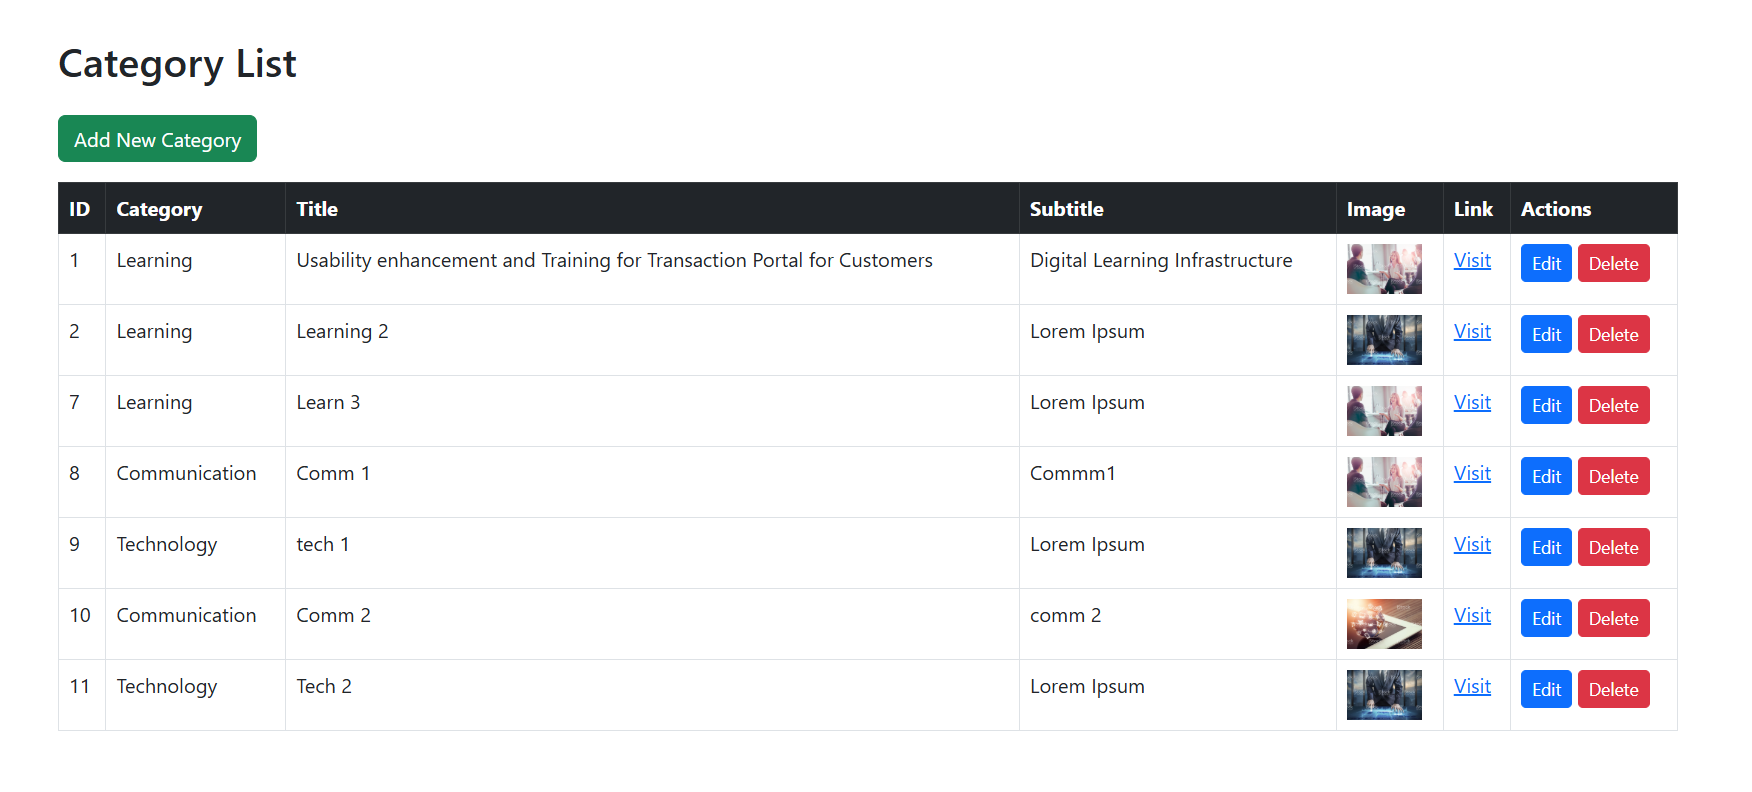 Category List
Add New Category
ID Category Title Subtitle Image Link Actions
1 Learning Usability enhancement and Training for Transaction Portal for Customers Digital Learning Infrastructure Visit Edit Delete
2 Learning Learning 2 Lorem Ipsum Visit Edit Delete
7 Learning Learn 3 Lorem Ipsum Visit Edit Delete
8 Communication Comm 1 Commm1 Visit Edit Delete
9 Technology tech 1 Lorem Ipsum Visit Edit Delete
10 Communication Comm 2 comm 2 Visit Edit Delete
11 Technology Tech 2 Lorem Ipsum Visit Edit Delete